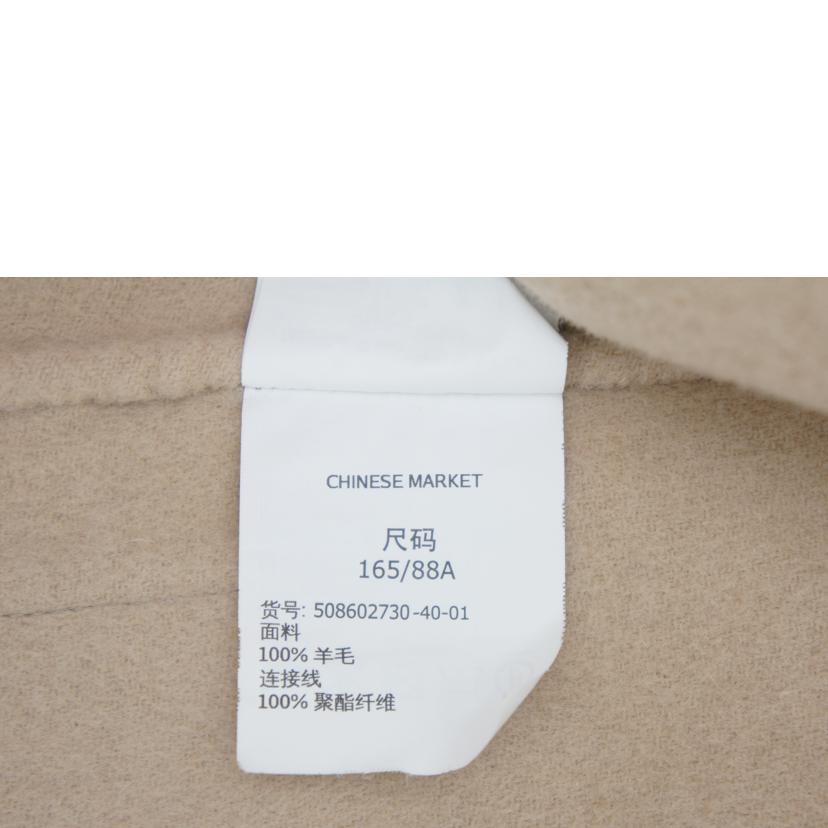 CHINESE MARKET
尺码
165/88A
货号: 508602730-40-01
面料
100% 羊毛
连接线
100% 聚酯纤维